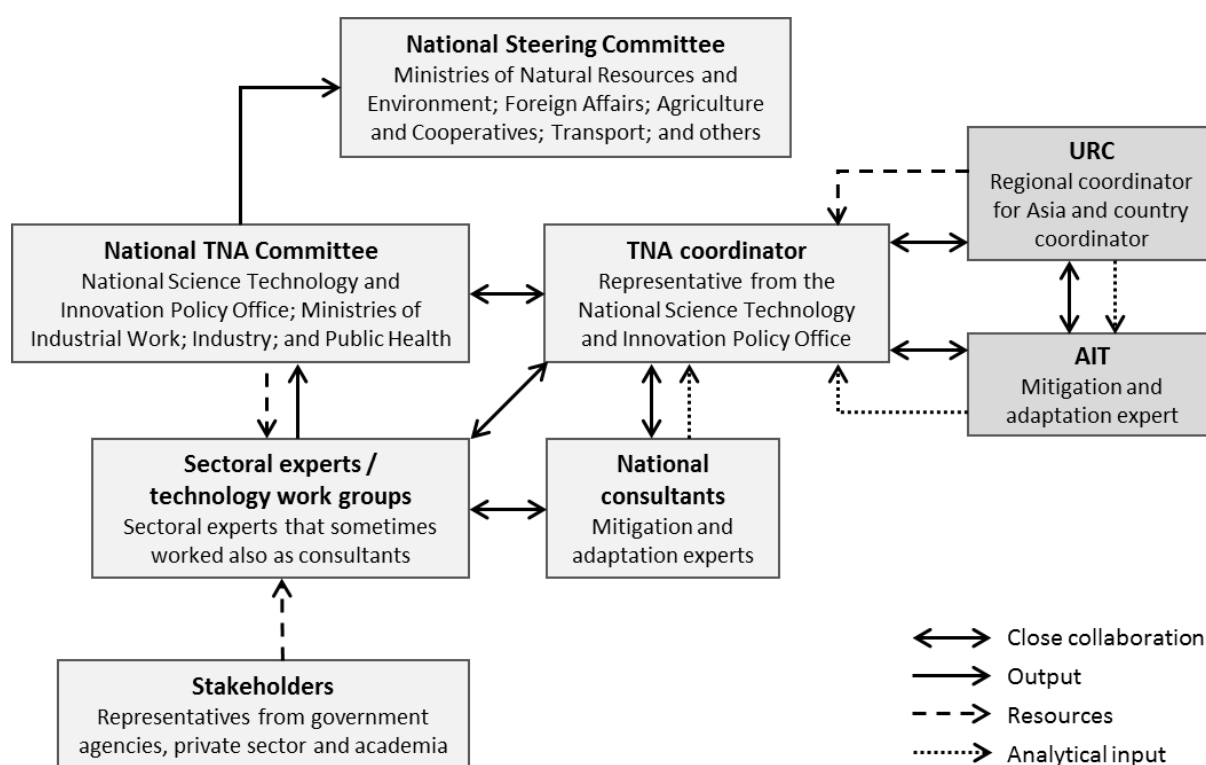 National Steering Committee
Ministries of Natural Resources and
Environment; Foreign Affairs; Agriculture
and Cooperatives; Transport; and others
URC
Regional coordinator
for Asia and country
coordinator
National TNA Committee
National Science Technology and
Innovation Policy Office; Ministries of
Industrial Work; Industry; and Public Health
TNA coordinator
Representative from the
National Science Technology
and Innovation Policy Office
AIT
Mitigation and
adaptation expert
Sectoral experts /
technology work groups
Sectoral experts that sometimes
worked also as consultants
National
consultants
Mitigation and
adaptation experts
Stakeholders
Representatives from government
agencies, private sector and academia
Close collaboration
Output
Resources
Analytical input